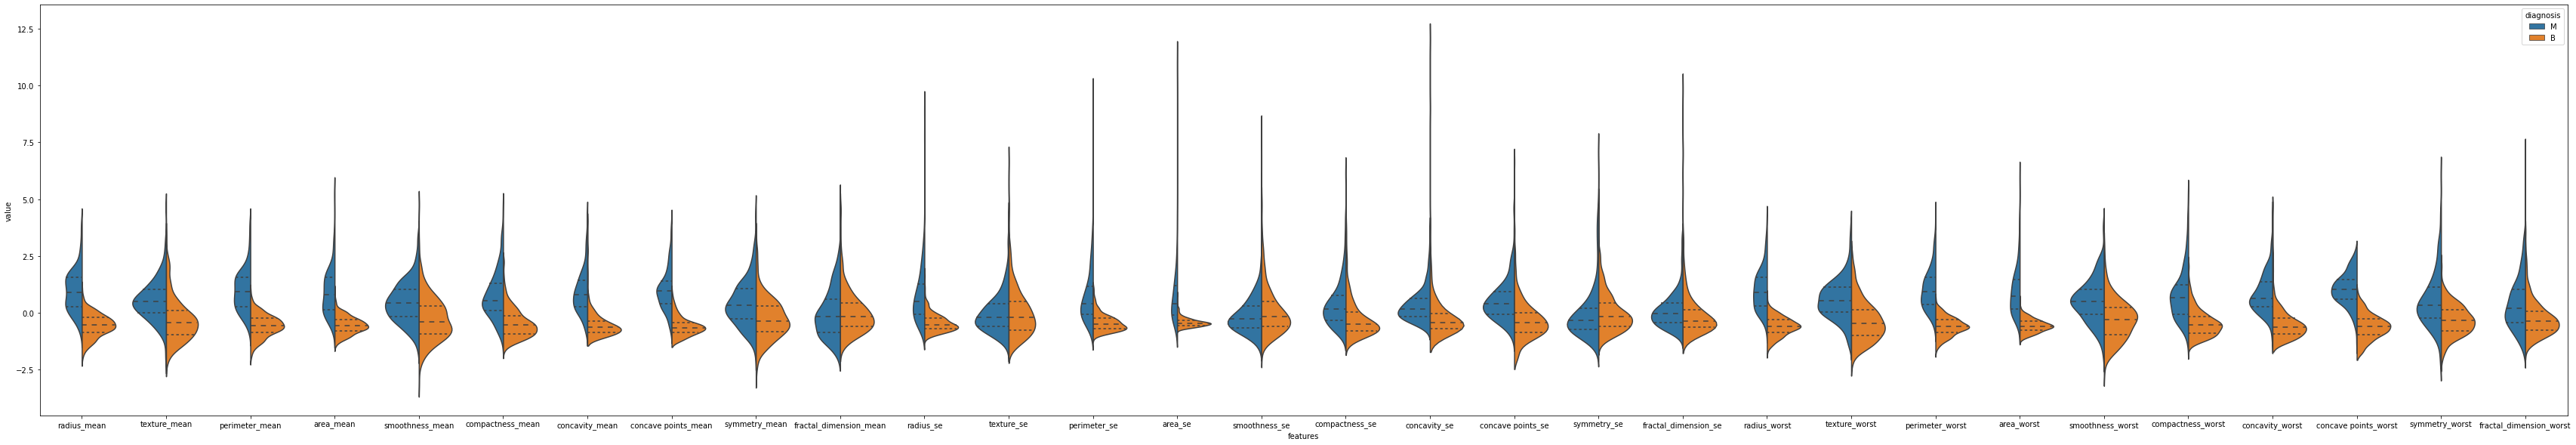 diagnosis
M
B
12.5
10.0
7.5
5.0
2.5
0.0
−2.5
value
radius_mean texture_mean perimeter_mean area_mean smoothness_mean compactness_mean concavity_mean concave points_mean symmetry_mean fractal_dimension_mean radius_se texture_se perimeter_se area_se smoothness_se compactness_se concavity_se concave points_se symmetry_se fractal_dimension_se radius_worst texture_worst perimeter_worst area_worst smoothness_worst compactness_worst concavity_worst concave points_worst symmetry_worst fractal_dimension_worst
features